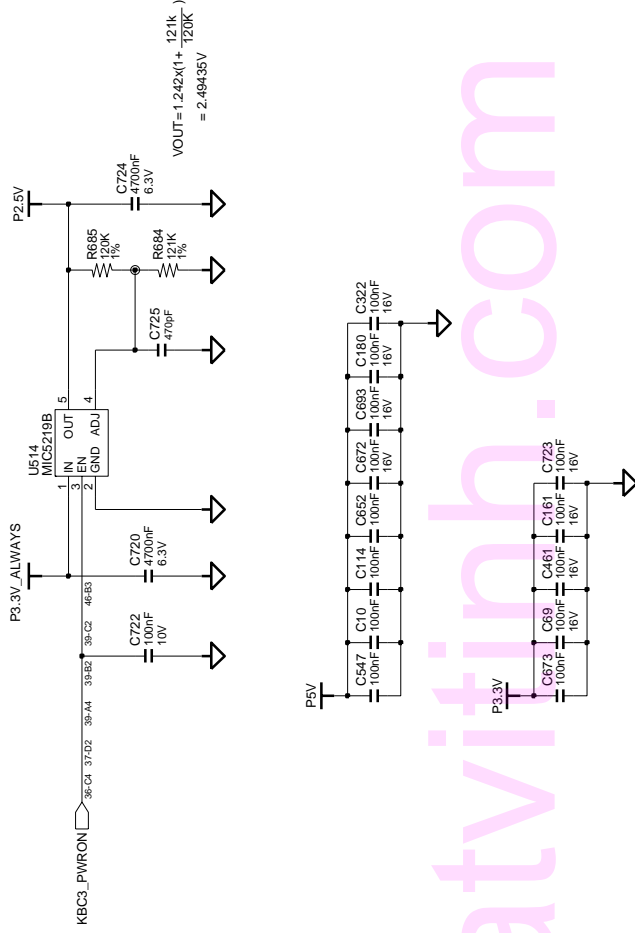 P3.3V_ALWAYS
P2.5V
U514
MIC5219B
1 IN OUT 5
3 EN
2 GND ADJ 4
KBC3_PWRON
36-C4 37-D2 39-A4 39-B2 39-C2 46-B3
C722
100nF
10V
C720
4700nF
6.3V
C725
470pF
R685
120K
1%
R684
121K
1%
C724
4700nF
6.3V
VOUT=1.242x(1+ 121k )
120K
= 2.49435V
P5V
C547
100nF
C10
100nF
C114
100nF
C652
100nF
C672
100nF
16V
C693
100nF
16V
C180
100nF
16V
C322
100nF
16V
P3.3V
C673
100nF
C69
100nF
16V
C461
100nF
16V
C161
100nF
16V
C723
100nF
16V
atvitinh.com